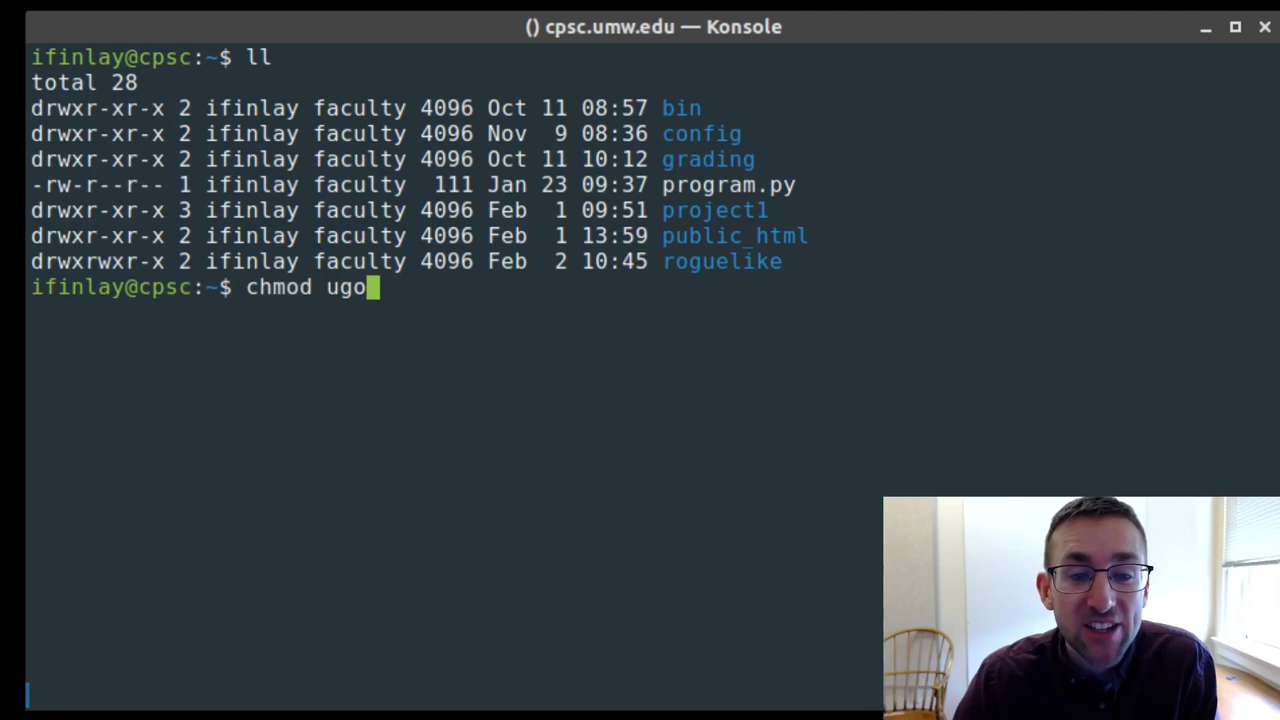 () cpsc.umw.edu — Konsole
ifinlay@cpsc:~$ ll
total 28
drwxr-xr-x 2 ifinlay faculty 4096 Oct 11 08:57 bin
drwxr-xr-x 2 ifinlay faculty 4096 Nov  9 08:36 config
drwxr-xr-x 2 ifinlay faculty 4096 Oct 11 10:12 grading
-rw-r--r-- 1 ifinlay faculty  111 Jan 23 09:37 program.py
drwxr-xr-x 3 ifinlay faculty 4096 Feb  1 09:51 project1
drwxr-xr-x 2 ifinlay faculty 4096 Feb  1 13:59 public_html
drwxrwxr-x 2 ifinlay faculty 4096 Feb  2 10:45 roguelike
ifinlay@cpsc:~$ chmod ugo